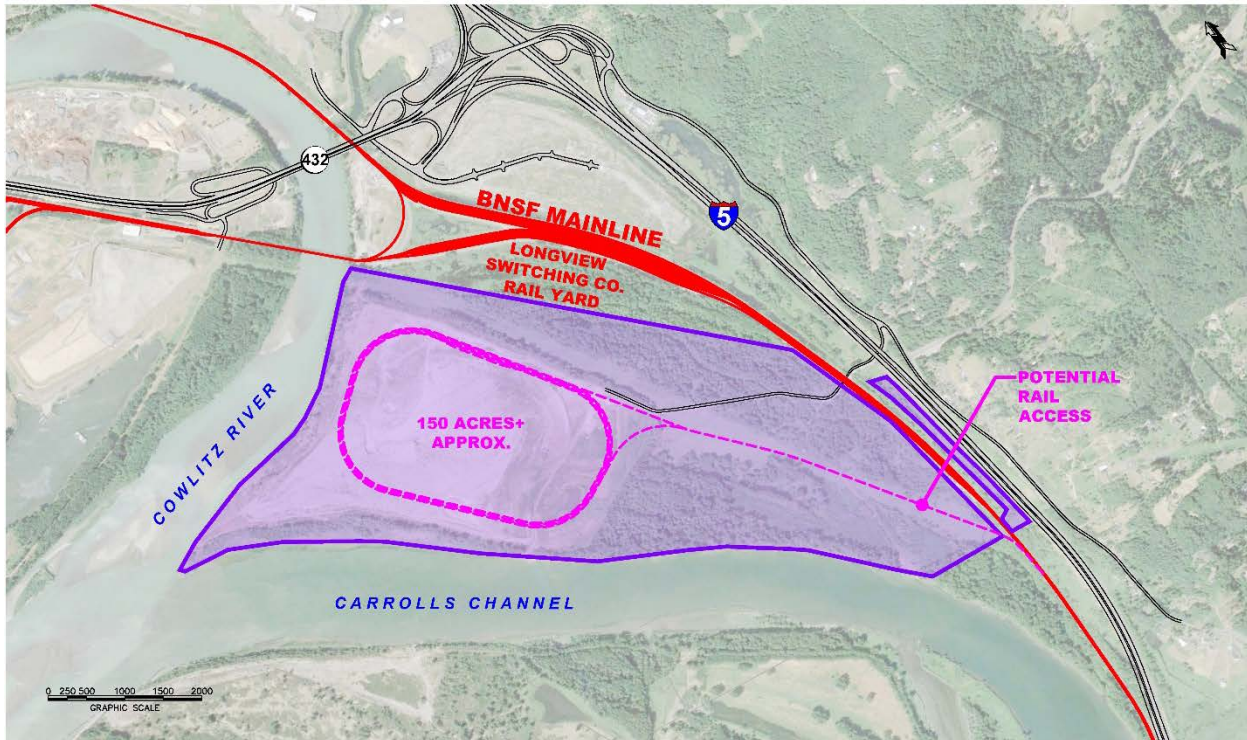 432
BNSF MAINLINE
5
LONGVIEW
SWITCHING CO.
RAIL YARD
POTENTIAL
RAIL
ACCESS
150 ACRES+
APPROX.
COWLITZ RIVER
CARROLLS CHANNEL
0 250 500 1000 1500 2000
GRAPHIC SCALE